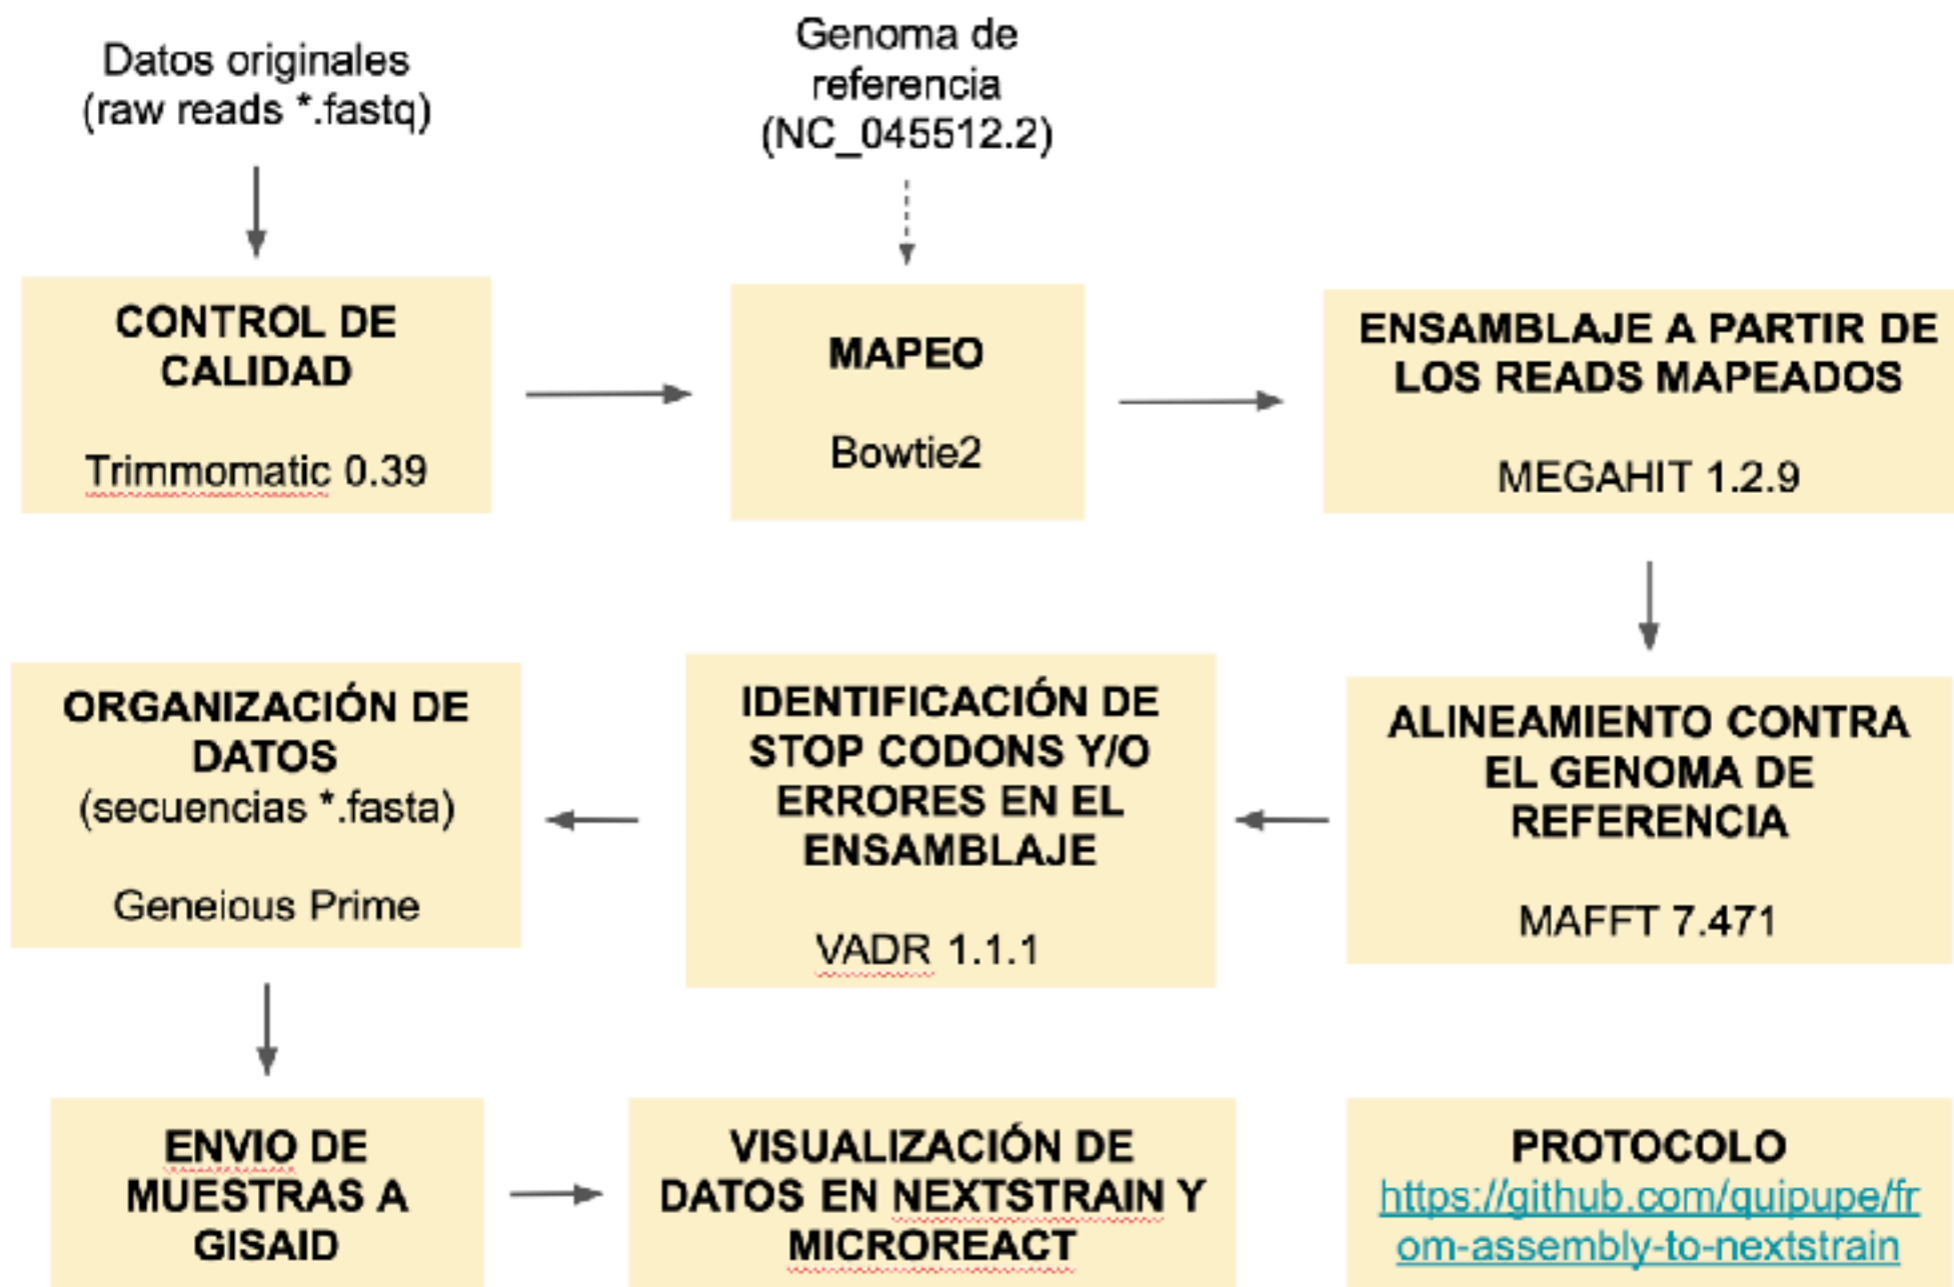 Datos originales
(raw reads *.fastq)
Genoma de
referencia
(NC_045512.2)
CONTROL DE
CALIDAD
Trimmomatic 0.39
MAPEO
Bowtie2
ENSAMBLAJE A PARTIR DE
LOS READS MAPEADOS
MEGAHIT 1.2.9
ALINEAMIENTO CONTRA
EL GENOMA DE
REFERENCIA
MAFFT 7.471
IDENTIFICACIÓN DE
STOP CODONS Y/O
ERRORES EN EL
ENSAMBLAJE
VADR 1.1.1
ORGANIZACIÓN DE
DATOS
(secuencias *.fasta)
Geneious Prime
ENVIO DE
MUESTRAS A
GISAID
VISUALIZACIÓN DE
DATOS EN NEXTSTRAIN Y
MICROREACT
PROTOCOLO
https://github.com/quipupe/fr
om-assembly-to-nextstrain